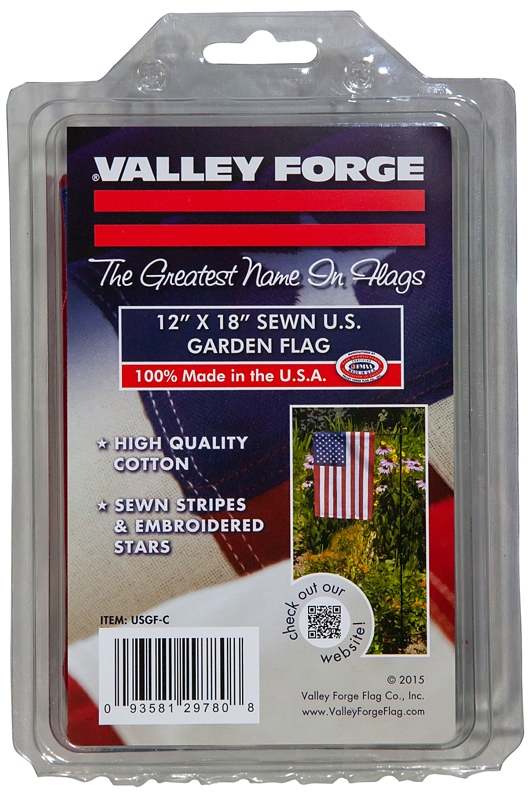 ® VALLEY FORGE
The Greatest Name In Flags
12" X 18" SEWN U.S.
GARDEN FLAG
100% Made in the U.S.A.
★ HIGH QUALITY
COTTON
★ SEWN STRIPES
& EMBROIDERED
STARS
check out our
website!
ITEM: USGF-C
0 93581 29780 8
© 2015
Valley Forge Flag Co., Inc.
www.ValleyForgeFlag.com